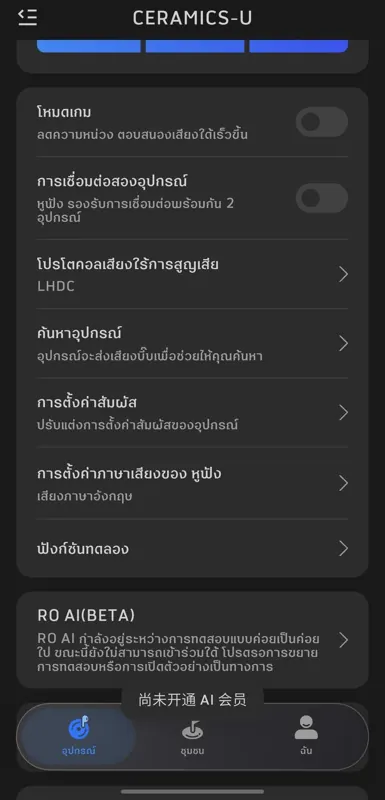 CERAMICS-U
โหมดเกม
ลดความหน่วง ตอบสนองเสียงได้เร็วขึ้น
การเชื่อมต่อสองอุปกรณ์
หูฟัง รองรับการเชื่อมต่อพร้อมกัน 2
อุปกรณ์
โปรโตคอลเสียงไร้การสูญเสีย
LHDC
ค้นหาอุปกรณ์
อุปกรณ์จะส่งเสียงบี๊บเพื่อช่วยให้คุณค้นหา
การตั้งค่าสัมผัส
ปรับแต่งการตั้งค่าสัมผัสของอุปกรณ์
การตั้งค่าภาษาเสียงของ หูฟัง
เสียงภาษาอังกฤษ
ฟังก์ชันทดลอง
RO AI(BETA)
RO AI กำลังอยู่ระหว่างการทดสอบแบบค่อยเป็นค่อย
ไป ขณะนี้ยังไม่สามารถเข้าร่วมได้ โปรดรอการขยาย
การทดสอบหรือการเปิดตัวอย่างเป็นทางการ
尚未开通 AI 会员
อุปกรณ์
ชุมชน
ฉัน